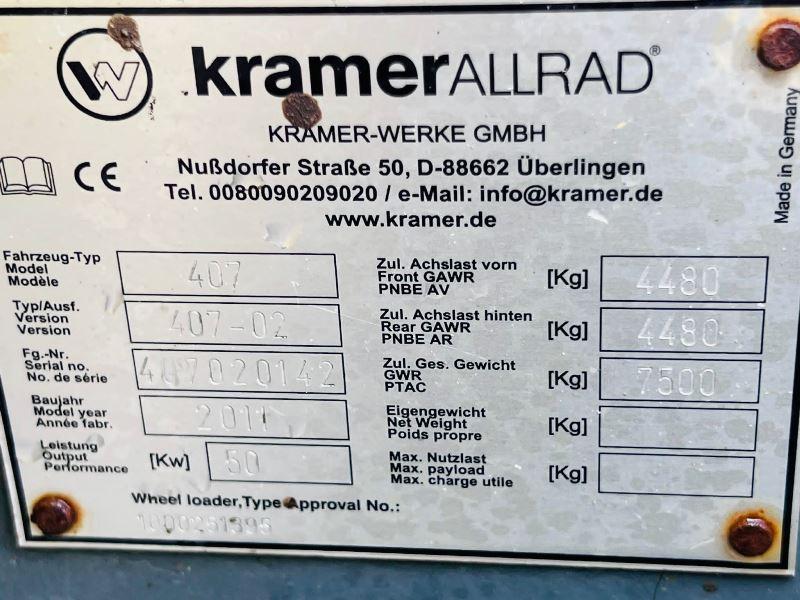 kramerALLRAD®
KRAMER-WERKE GMBH
Nußdorfer Straße 50, D-88662 Überlingen
Tel. 0080090209020 / e-Mail: info@kramer.de
www.kramer.de
CE
Made in Germany
Fahrzeug-Typ
Model
Modèle
407
Typ/Ausf.
Version
Version
407-02
Fg.-Nr.
Serial no.
No. de série
407020142
Baujahr
Model year
Année fabr.
2011
Leistung
Output
Performance
[Kw]
50
Zul. Achslast vorn
Front GAWR
PNBE AV
[Kg]
4480
Zul. Achslast hinten
Rear GAWR
PNBE AR
[Kg]
4480
Zul. Ges. Gewicht
GWR
PTAC
[Kg]
7500
Eigengewicht
Net Weight
Poids propre
[Kg]
Max. Nutzlast
Max. payload
Max. charge utile
[Kg]
Wheel loader,Type Approval No.:
1000251395